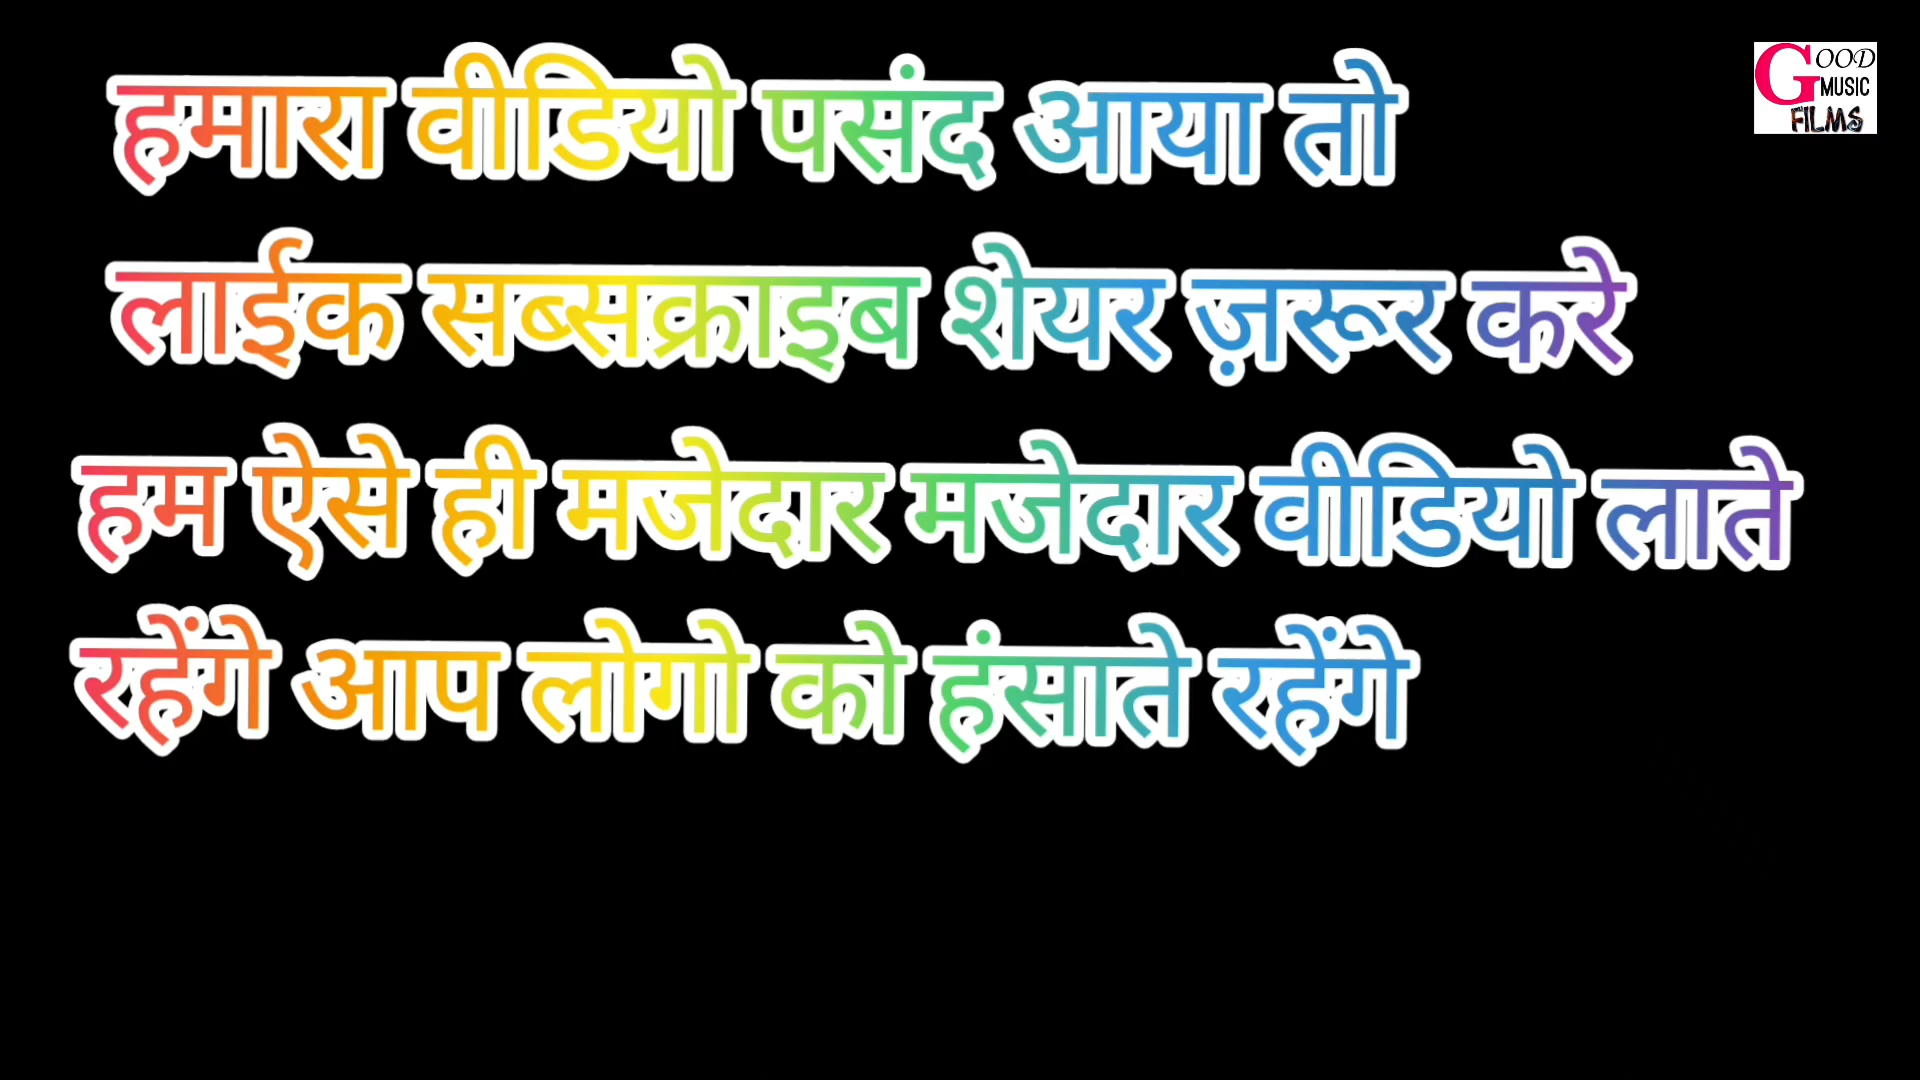 हमारा वीडियो पसंद आया तो
लाईक सब्सक्राइब शेयर ज़रूर करे
हम ऐसे ही मजेदार मजेदार वीडियो लाते
रहेंगे आप लोगो को हंसाते रहेंगे
GOOD
MUSIC
FILMS